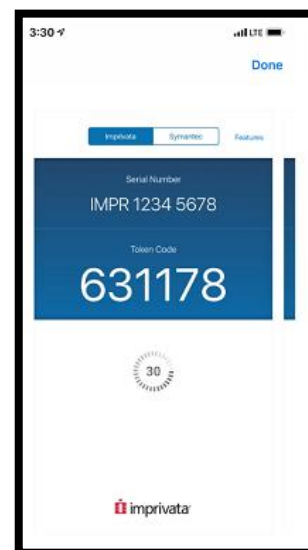 3:30 LTE
Done
Imprivata Symantec Features
Serial Number
IMPR 1234 5678
Token Code
631178
30
imprivata